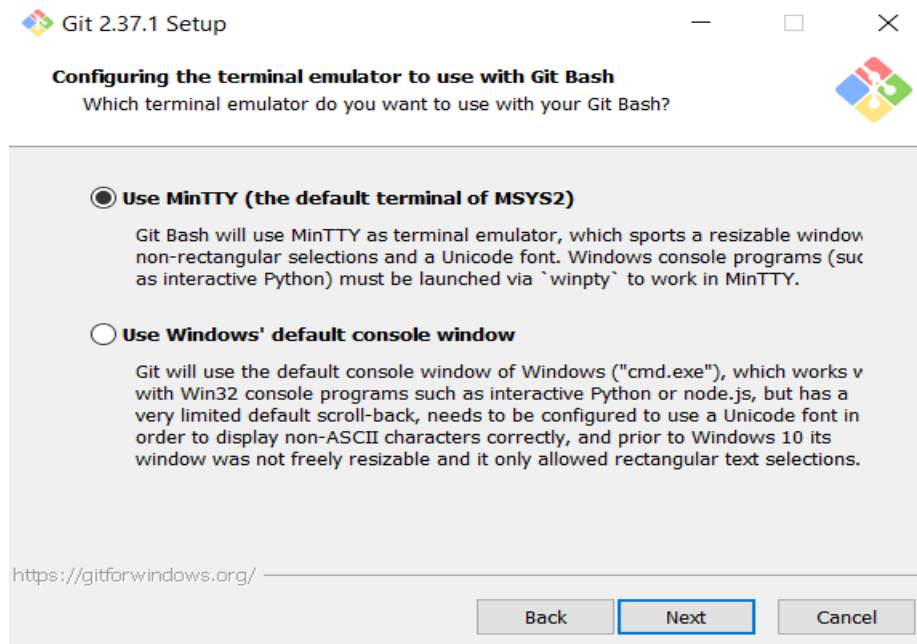 Git 2.37.1 Setup
Configuring the terminal emulator to use with Git Bash
Which terminal emulator do you want to use with your Git Bash?
Use MinTTY (the default terminal of MSYS2)
Git Bash will use MinTTY as terminal emulator, which sports a resizable window
non-rectangular selections and a Unicode font. Windows console programs (suc
as interactive Python) must be launched via `winpty` to work in MinTTY.
Use Windows' default console window
Git will use the default console window of Windows ("cmd.exe"), which works w
with Win32 console programs such as interactive Python or node.js, but has a
very limited default scroll-back, needs to be configured to use a Unicode font in
order to display non-ASCII characters correctly, and prior to Windows 10 its
window was not freely resizable and it only allowed rectangular text selections.
https://gitforwindows.org/
Back Next Cancel